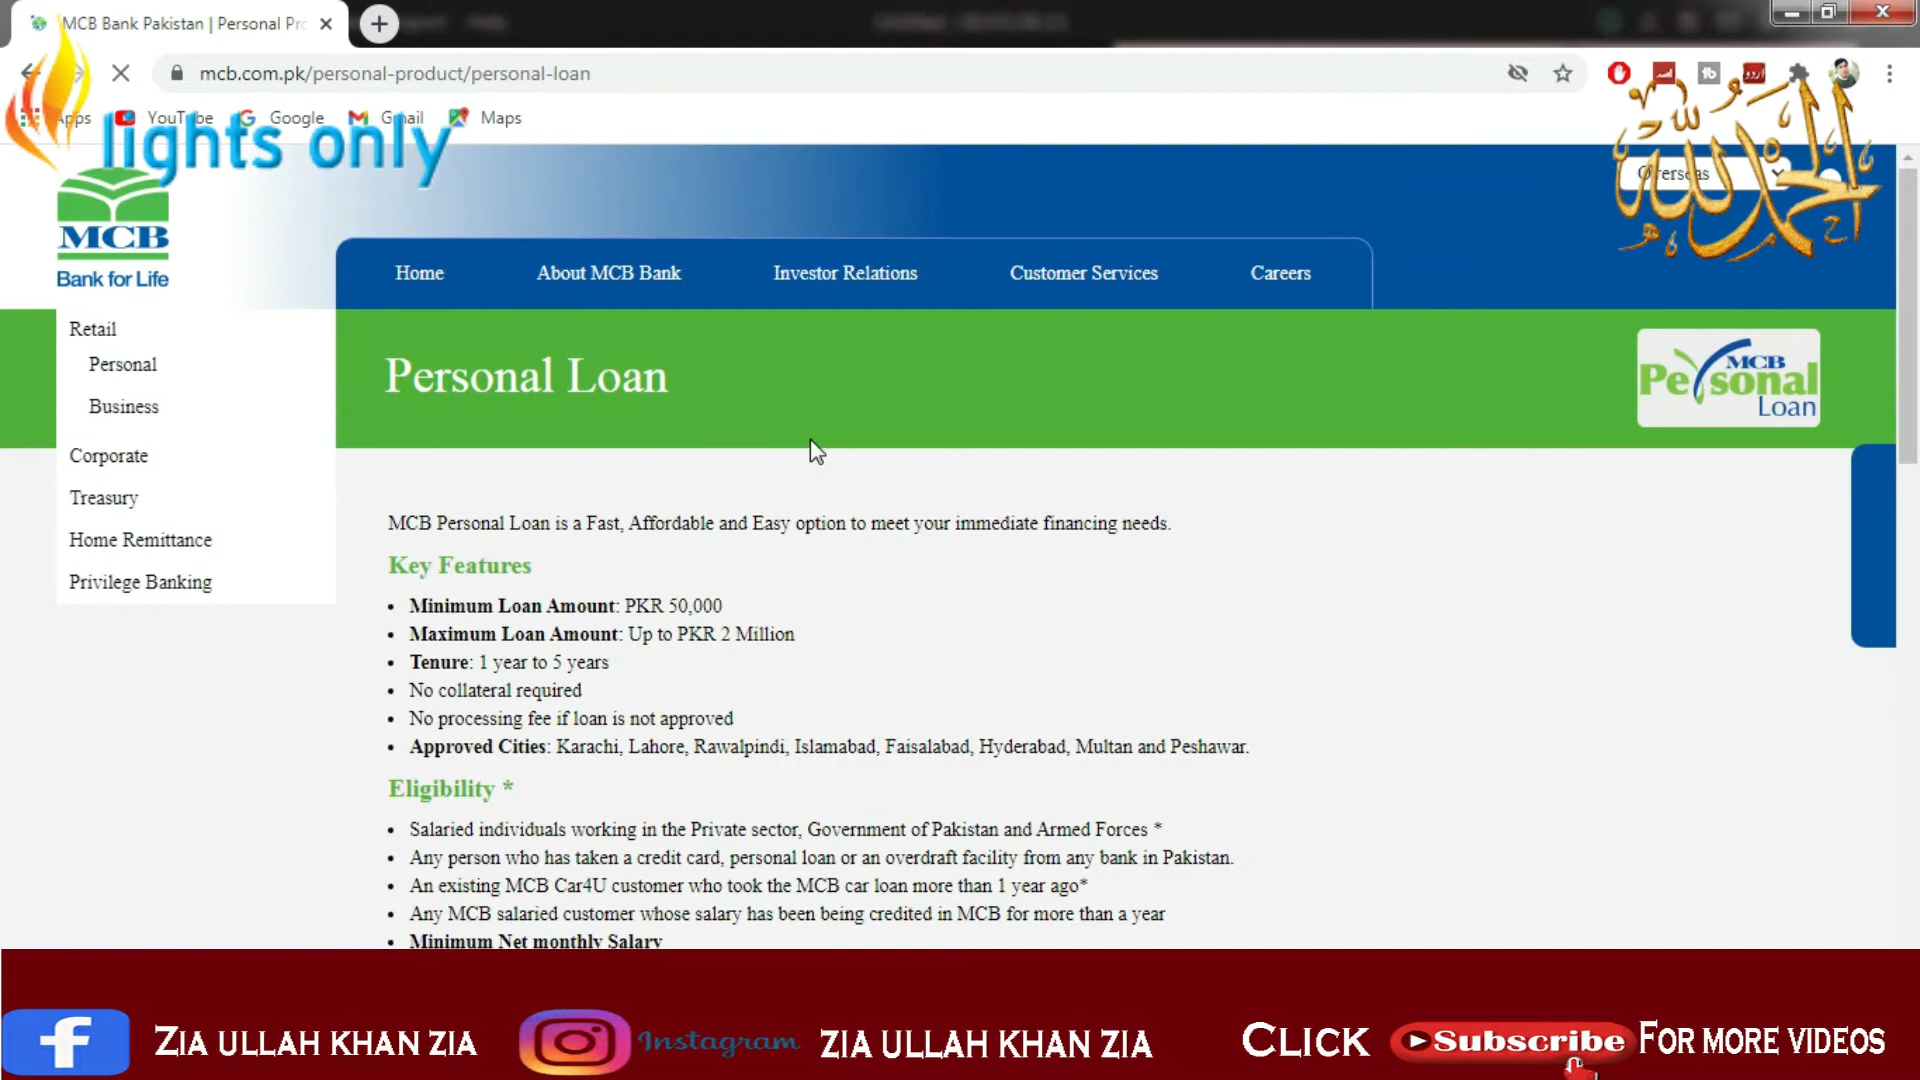 MCB Bank Pakistan | Personal Pro
mcb.com.pk/personal-product/personal-loan
Apps YouTube Google Gmail Maps
lights only
الحمدللہ
Overseas
MCB
Bank for Life
Home About MCB Bank Investor Relations Customer Services Careers
Retail
Personal
Business
Corporate
Treasury
Home Remittance
Privilege Banking
Personal Loan
MCB
Personal
Loan
MCB Personal Loan is a Fast, Affordable and Easy option to meet your immediate financing needs.
Key Features
• Minimum Loan Amount: PKR 50,000
• Maximum Loan Amount: Up to PKR 2 Million
• Tenure: 1 year to 5 years
• No collateral required
• No processing fee if loan is not approved
• Approved Cities: Karachi, Lahore, Rawalpindi, Islamabad, Faisalabad, Hyderabad, Multan and Peshawar.
Eligibility *
• Salaried individuals working in the Private sector, Government of Pakistan and Armed Forces *
• Any person who has taken a credit card, personal loan or an overdraft facility from any bank in Pakistan.
• An existing MCB Car4U customer who took the MCB car loan more than 1 year ago*
• Any MCB salaried customer whose salary has been being credited in MCB for more than a year
• Minimum Net monthly Salary
ZIA ULLAH KHAN ZIA Instagram ZIA ULLAH KHAN ZIA CLICK Subscribe FOR MORE VIDEOS